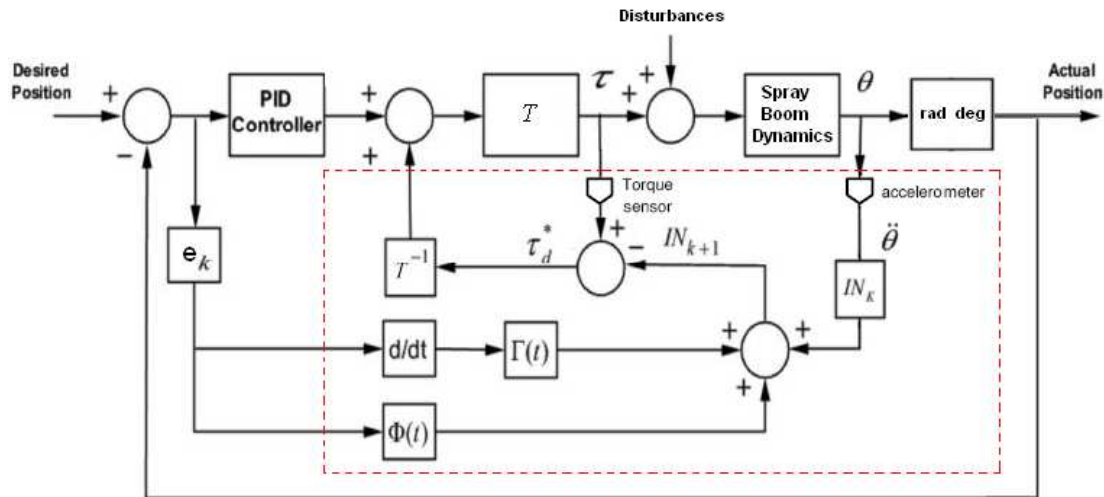 Disturbances
Desired
Position
+
−
PID
Controller
+
+
T
τ
+
+
Spray
Boom
Dynamics
θ
rad deg
Actual
Position
Torque
sensor
accelerometer
e_k
T^{-1}
τ_d^*
+
−
IN_{k+1}
θ̈
IN_K
d/dt
Γ(t)
+
+
+
Φ(t)